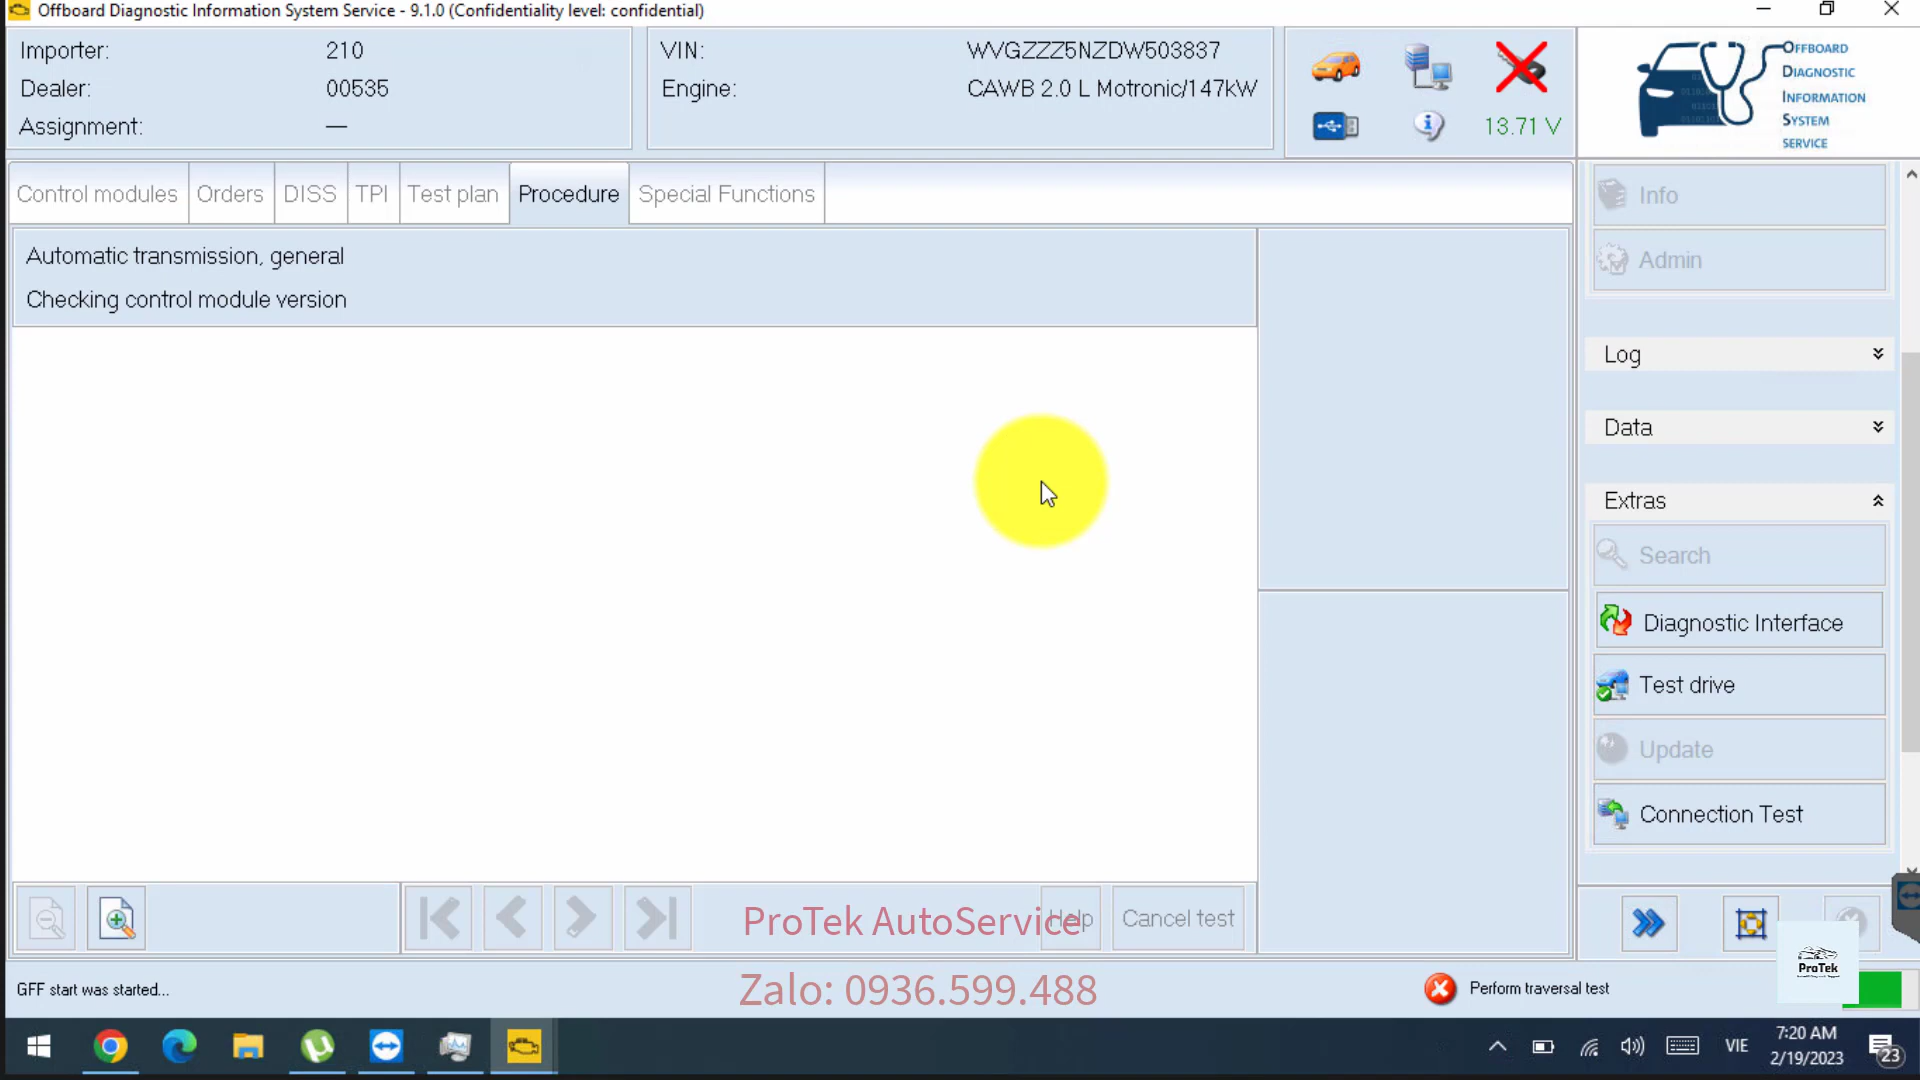 Offboard Diagnostic Information System Service - 9.1.0 (Confidentiality level: confidential)
Importer: 210
Dealer: 00535
Assignment: —
VIN: WVGZZZ5NZDW503837
Engine: CAWB 2.0 L Motronic/147kW
13.71 V
OFFBOARD
DIAGNOSTIC
INFORMATION
SYSTEM
SERVICE
Control modules
Orders
DISS
TPI
Test plan
Procedure
Special Functions
Automatic transmission, general
Checking control module version
Info
Admin
Log
Data
Extras
Search
Diagnostic Interface
Test drive
Update
Connection Test
Help
Cancel test
ProTek AutoService
Zalo: 0936.599.488
GFF start was started...
Perform traversal test
ProTek
VIE
7:20 AM
2/19/2023
23